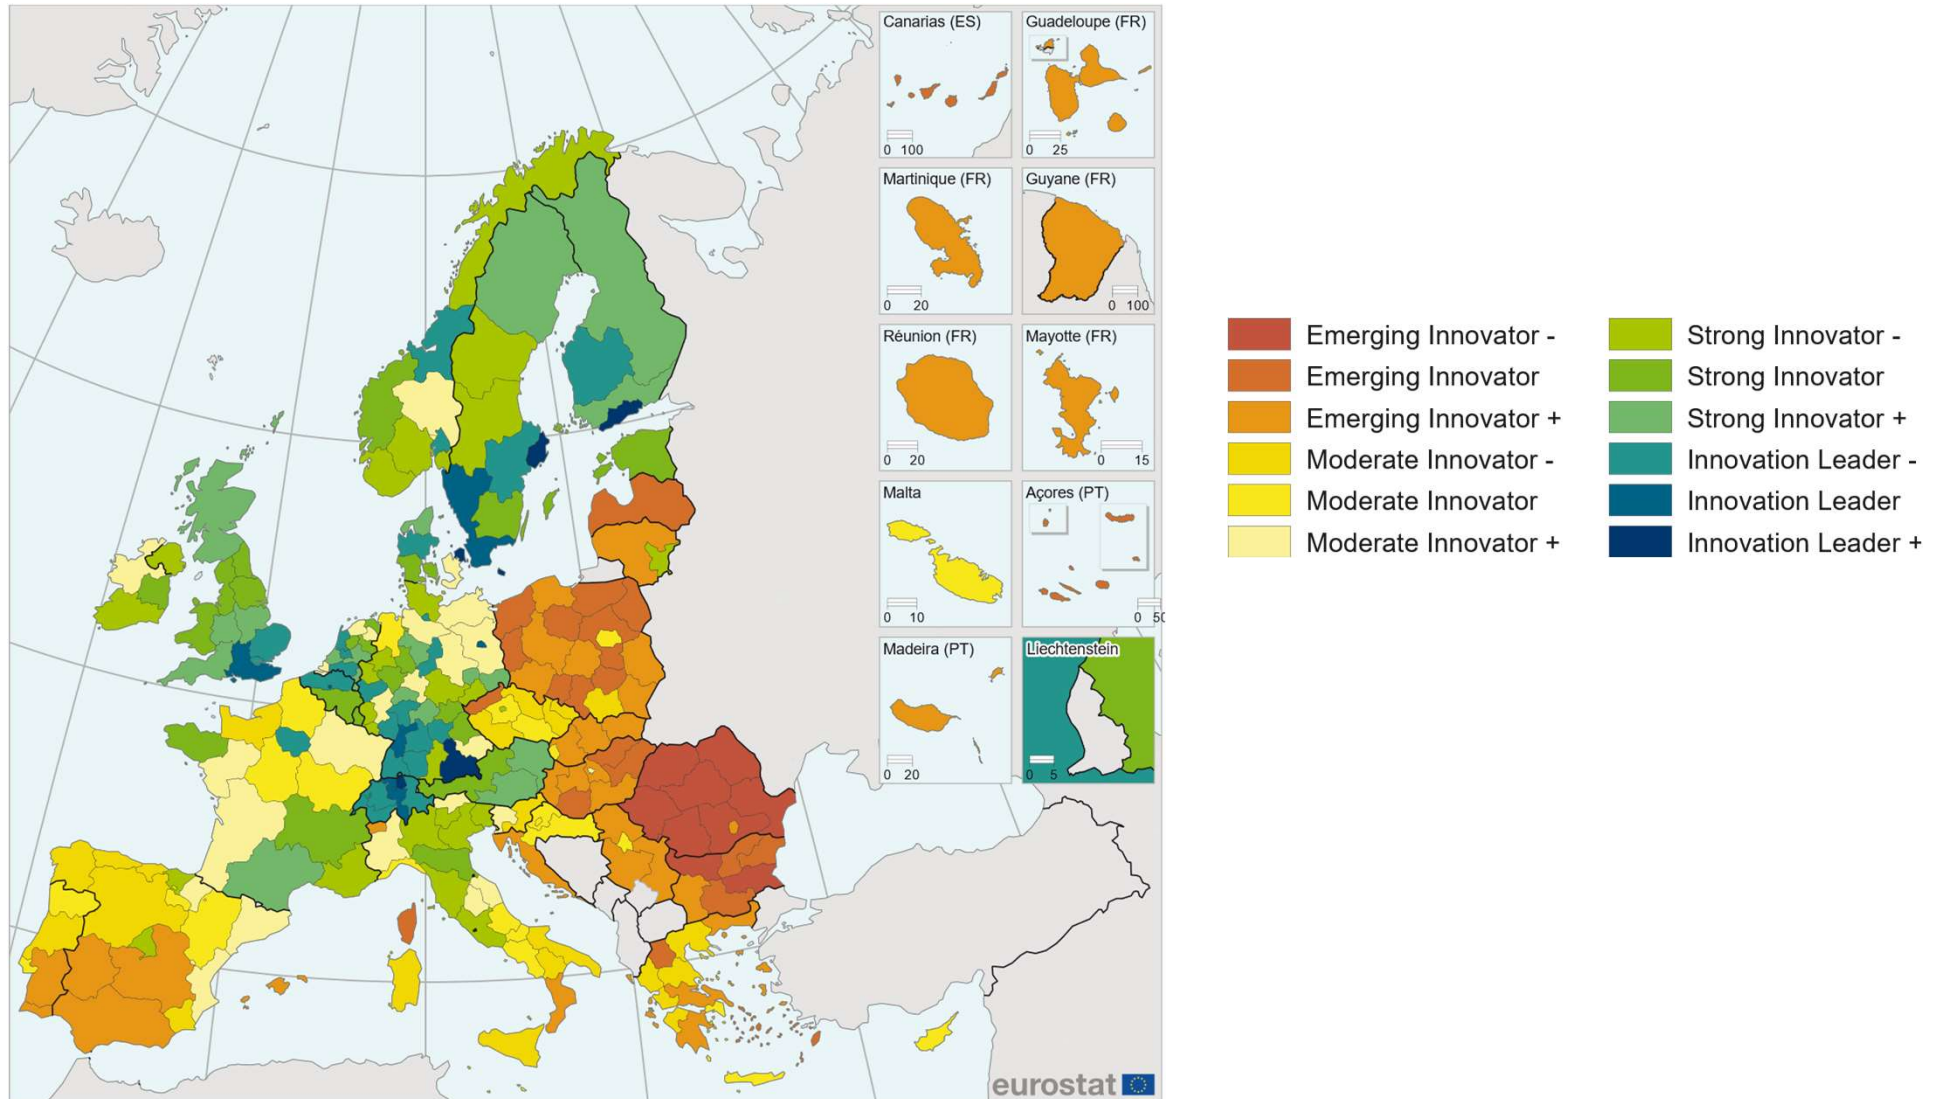 Canarias (ES)
0 100
Guadeloupe (FR)
0 25
Martinique (FR)
0 20
Guyane (FR)
0 100
Réunion (FR)
0 20
Mayotte (FR)
0 15
Malta
0 10
Açores (PT)
0 50
Madeira (PT)
0 20
Liechtenstein
0 5
eurostat
Emerging Innovator -
Emerging Innovator
Emerging Innovator +
Moderate Innovator -
Moderate Innovator
Moderate Innovator +
Strong Innovator -
Strong Innovator
Strong Innovator +
Innovation Leader -
Innovation Leader
Innovation Leader +